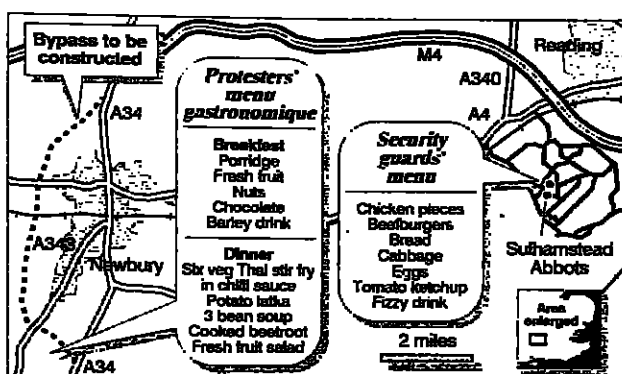 Bypass to be
constructed
A34
A343
Newbury
A34
Protesters'
menu
gastronomique
Breakfast
Porridge
Fresh fruit
Nuts
Chocolate
Barley drink
Dinner
Six veg Thai stir fry
in chilli sauce
Potato latka
3 bean soup
Cooked beetroot
Fresh fruit salad
M4
Reading
A340
A4
Security
guards'
menu
Chicken pieces
Beefburgers
Bread
Cabbage
Eggs
Tomato ketchup
Fizzy drink
Sulhamstead
Abbots
2 miles
Area
enlarged